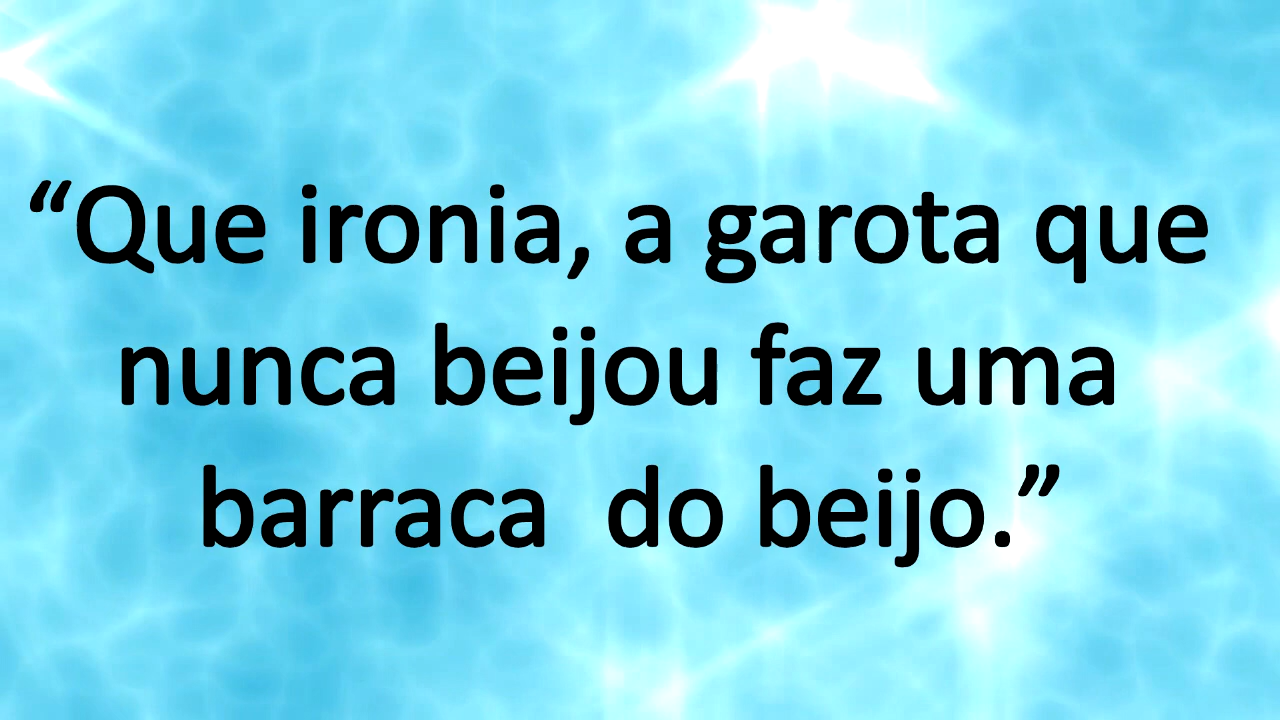 “Que ironia, a garota que
nunca beijou faz uma
barraca  do beijo.”